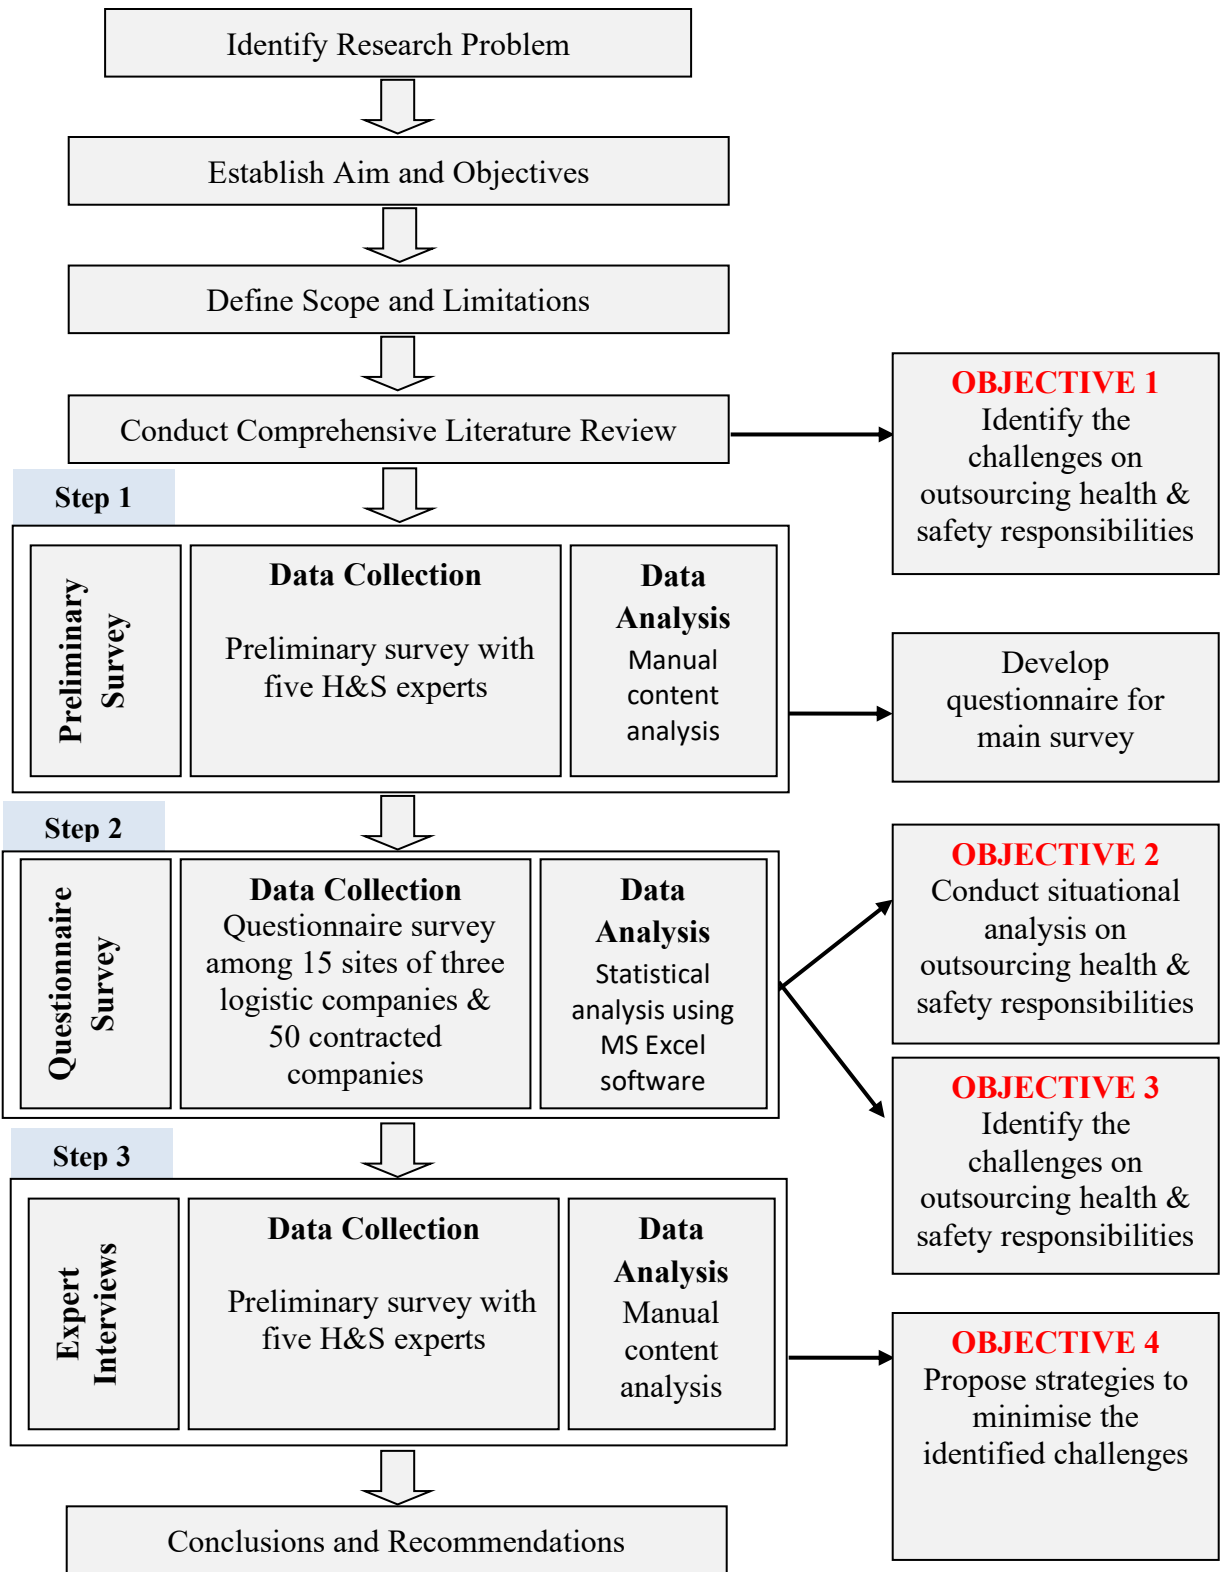 Identify Research Problem
Establish Aim and Objectives
Define Scope and Limitations
Conduct Comprehensive Literature Review
OBJECTIVE 1
Identify the
challenges on
outsourcing health &
safety responsibilities
Step 1
Preliminary
Survey
Data Collection
Preliminary survey with
five H&S experts
Data
Analysis
Manual
content
analysis
Develop
questionnaire for
main survey
Step 2
Questionnaire
Survey
Data Collection
Questionnaire survey
among 15 sites of three
logistic companies &
50 contracted
companies
Data
Analysis
Statistical
analysis using
MS Excel
software
OBJECTIVE 2
Conduct situational
analysis on
outsourcing health &
safety responsibilities
OBJECTIVE 3
Identify the
challenges on
outsourcing health &
safety responsibilities
Step 3
Expert
Interviews
Data Collection
Preliminary survey with
five H&S experts
Data
Analysis
Manual
content
analysis
OBJECTIVE 4
Propose strategies to
minimise the
identified challenges
Conclusions and Recommendations